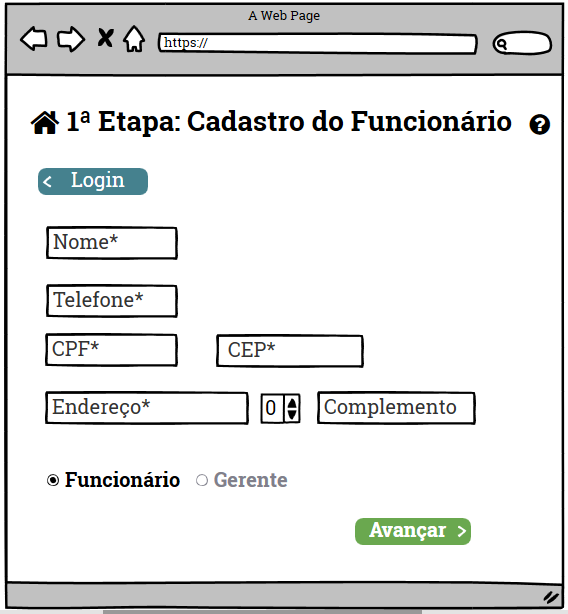 A Web Page
https://
1ª Etapa: Cadastro do Funcionário ?
< Login
Nome*
Telefone*
CPF* CEP*
Endereço* 0 Complemento
Funcionário Gerente
Avançar >